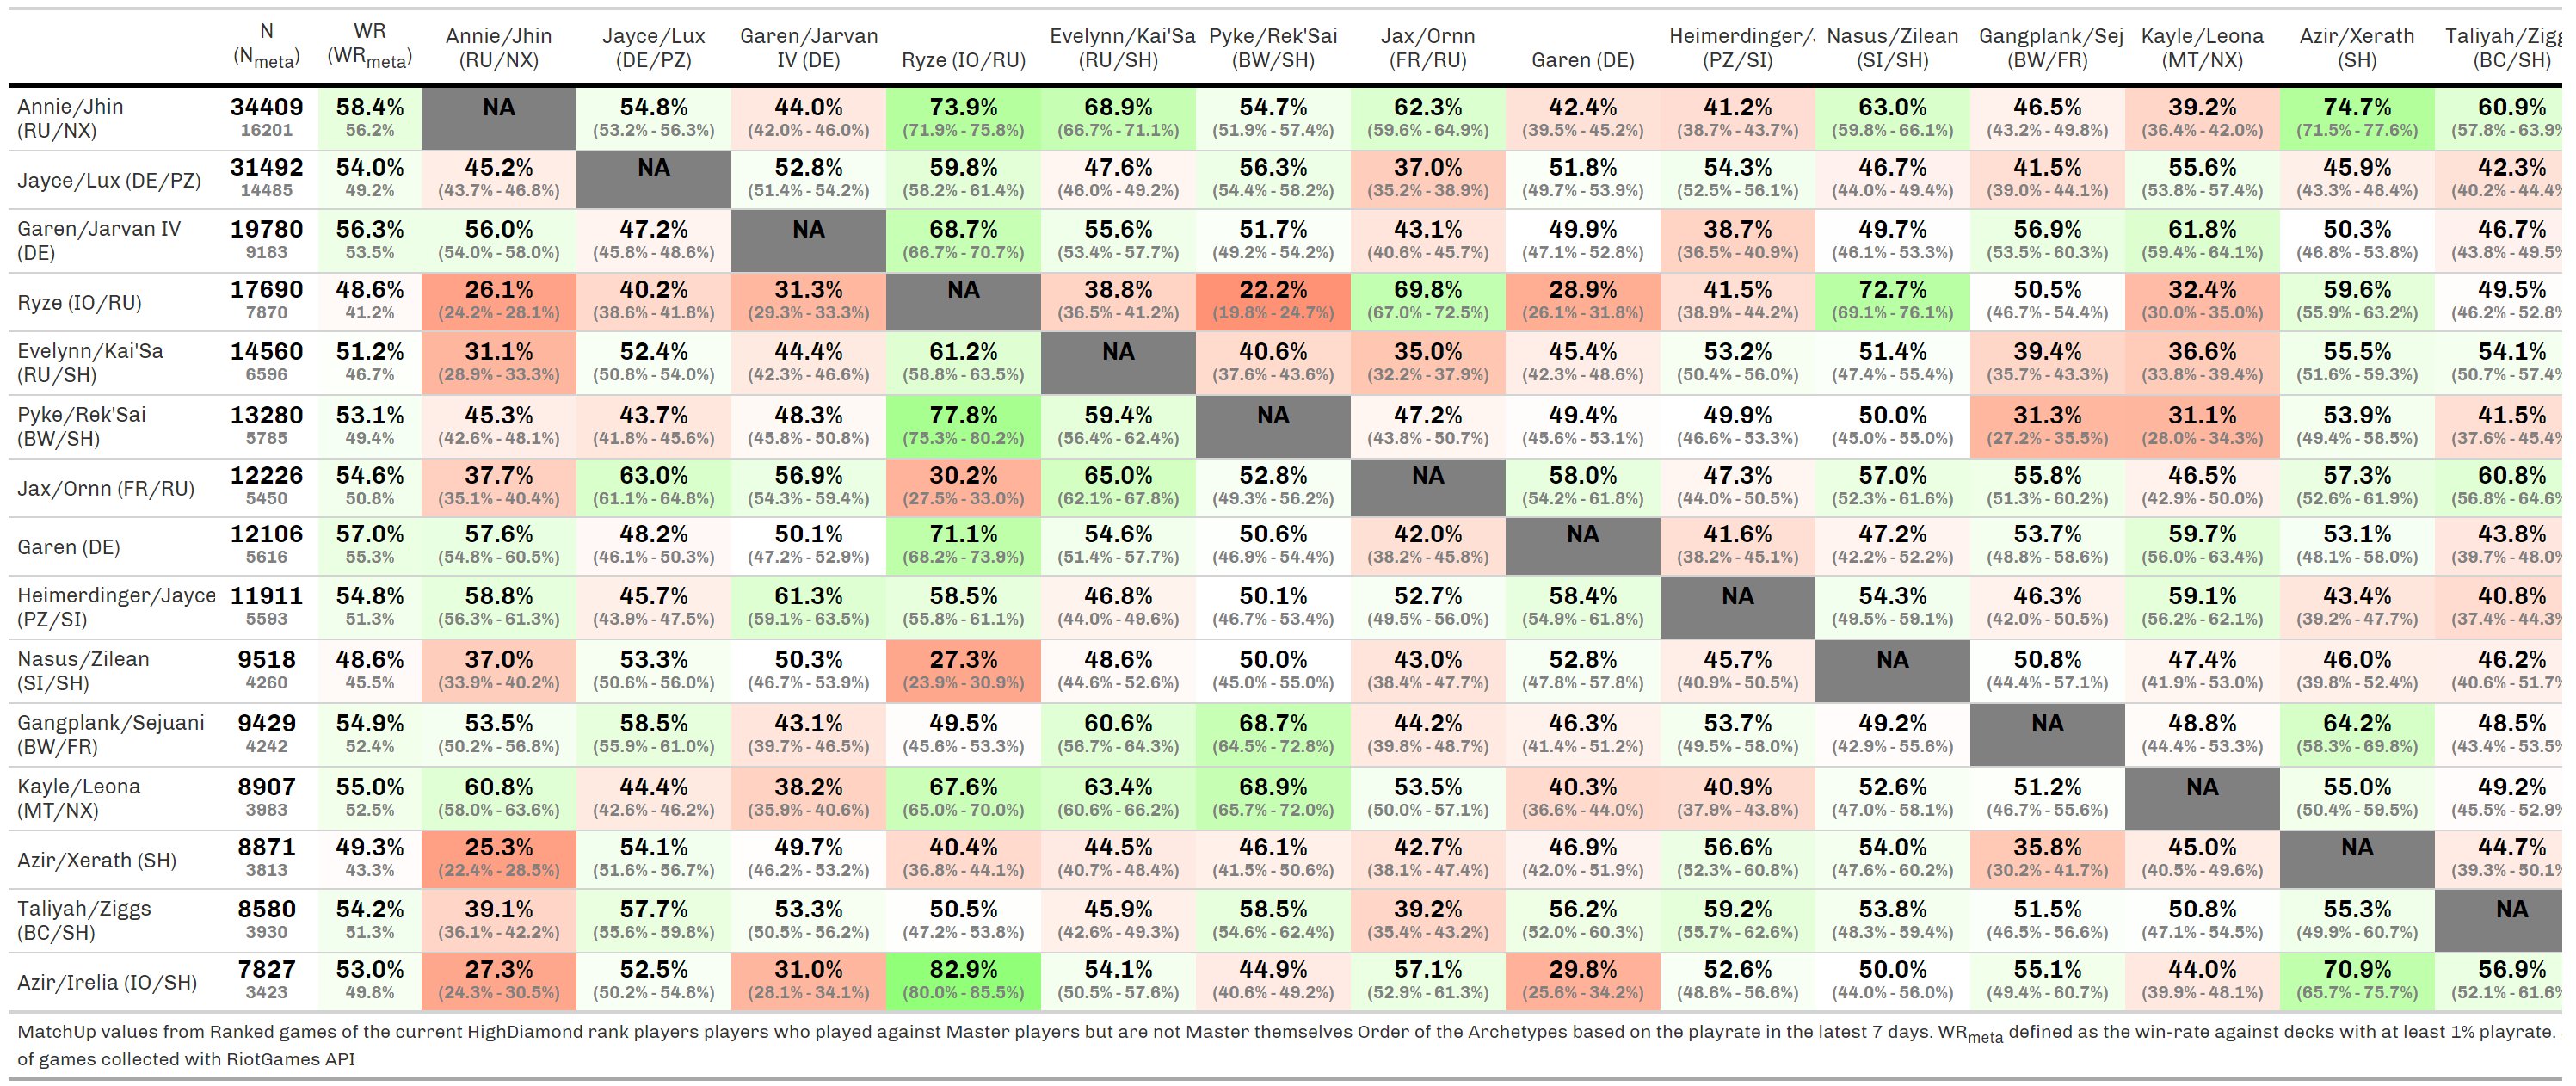 N WR Annie/Jhin Jayce/Lux Garen/Jarvan Ryze (IO/RU) Evelynn/Kai'Sa Pyke/Rek'Sai Jax/Ornn Garen (DE) Heimerdinger/ Nasus/Zilean Gangplank/Sej Kayle/Leona Azir/Xerath Taliyah/Zigg
(Nmeta) (WRmeta) (RU/NX) (DE/PZ) IV (DE) (RU/SH) (BW/SH) (FR/RU) (PZ/SI) (SI/SH) (BW/FR) (MT/NX) (SH) (BC/SH)
Annie/Jhin 34409 58.4% NA 54.8% 44.0% 73.9% 68.9% 54.7% 62.3% 42.4% 41.2% 63.0% 46.5% 39.2% 74.7% 60.9%
(RU/NX) 16201 56.2% (53.2% - 56.3%) (42.0% - 46.0%) (71.9% - 75.8%) (66.7% - 71.1%) (51.9% - 57.4%) (59.6% - 64.9%) (39.5% - 45.2%) (38.7% - 43.7%) (59.8% - 66.1%) (43.2% - 49.8%) (36.4% - 42.0%) (71.5% - 77.6%) (57.8% - 63.9%
Jayce/Lux (DE/PZ) 31492 54.0% 45.2% NA 52.8% 59.8% 47.6% 56.3% 37.0% 51.8% 54.3% 46.7% 41.5% 55.6% 45.9% 42.3%
14485 49.2% (43.7% - 46.8%) (51.4% - 54.2%) (58.2% - 61.4%) (46.0% - 49.2%) (54.4% - 58.2%) (35.2% - 38.9%) (49.7% - 53.9%) (52.5% - 56.1%) (44.0% - 49.4%) (39.0% - 44.1%) (53.8% - 57.4%) (43.3% - 48.4%) (40.2% - 44.4%
Garen/Jarvan IV 19780 56.3% 56.0% 47.2% NA 68.7% 55.6% 51.7% 43.1% 49.9% 38.7% 49.7% 56.9% 61.8% 50.3% 46.7%
(DE) 9183 53.5% (54.0% - 58.0%) (45.8% - 48.6%) (66.7% - 70.7%) (53.4% - 57.7%) (49.2% - 54.2%) (40.6% - 45.7%) (47.1% - 52.8%) (36.5% - 40.9%) (46.1% - 53.3%) (53.5% - 60.3%) (59.4% - 64.1%) (46.8% - 53.8%) (43.8% - 49.5%
Ryze (IO/RU) 17690 48.6% 26.1% 40.2% 31.3% NA 38.8% 22.2% 69.8% 28.9% 41.5% 72.7% 50.5% 32.4% 59.6% 49.5%
7870 41.2% (24.2% - 28.1%) (38.6% - 41.8%) (29.3% - 33.3%) (36.5% - 41.2%) (19.8% - 24.7%) (67.0% - 72.5%) (26.1% - 31.8%) (38.9% - 44.2%) (69.1% - 76.1%) (46.7% - 54.4%) (30.0% - 35.0%) (55.9% - 63.2%) (46.2% - 52.8%
Evelynn/Kai'Sa 14560 51.2% 31.1% 52.4% 44.4% 61.2% NA 40.6% 35.0% 45.4% 53.2% 51.4% 39.4% 36.6% 55.5% 54.1%
(RU/SH) 6596 46.7% (28.9% - 33.3%) (50.8% - 54.0%) (42.3% - 46.6%) (58.8% - 63.5%) (37.6% - 43.6%) (32.2% - 37.9%) (42.3% - 48.6%) (50.4% - 56.0%) (47.4% - 55.4%) (35.7% - 43.3%) (33.8% - 39.4%) (51.6% - 59.3%) (50.7% - 57.4%
Pyke/Rek'Sai 13280 53.1% 45.3% 43.7% 48.3% 77.8% 59.4% NA 47.2% 49.4% 49.9% 50.0% 31.3% 31.1% 53.9% 41.5%
(BW/SH) 5785 49.4% (42.6% - 48.1%) (41.8% - 45.6%) (45.8% - 50.8%) (75.3% - 80.2%) (56.4% - 62.4%) (43.8% - 50.7%) (45.6% - 53.1%) (46.6% - 53.3%) (45.0% - 55.0%) (27.2% - 35.5%) (28.0% - 34.3%) (49.4% - 58.5%) (37.6% - 45.4%
Jax/Ornn (FR/RU) 12226 54.6% 37.7% 63.0% 56.9% 30.2% 65.0% 52.8% NA 58.0% 47.3% 57.0% 55.8% 46.5% 57.3% 60.8%
5450 50.8% (35.1% - 40.4%) (61.1% - 64.8%) (54.3% - 59.4%) (27.5% - 33.0%) (62.1% - 67.8%) (49.3% - 56.2%) (54.2% - 61.8%) (44.0% - 50.5%) (52.3% - 61.6%) (51.3% - 60.2%) (42.9% - 50.0%) (52.6% - 61.9%) (56.8% - 64.6%
Garen (DE) 12106 57.0% 57.6% 48.2% 50.1% 71.1% 54.6% 50.6% 42.0% NA 41.6% 47.2% 53.7% 59.7% 53.1% 43.8%
5616 55.3% (54.8% - 60.5%) (46.1% - 50.3%) (47.2% - 52.9%) (68.2% - 73.9%) (51.4% - 57.7%) (46.9% - 54.4%) (38.2% - 45.8%) (38.2% - 45.1%) (42.2% - 52.2%) (48.8% - 58.6%) (56.0% - 63.4%) (48.1% - 58.0%) (39.7% - 48.0%
Heimerdinger/Jayce 11911 54.8% 58.8% 45.7% 61.3% 58.5% 46.8% 50.1% 52.7% 58.4% NA 54.3% 46.3% 59.1% 43.4% 40.8%
(PZ/SI) 5593 51.3% (56.3% - 61.3%) (43.9% - 47.5%) (59.1% - 63.5%) (55.8% - 61.1%) (44.0% - 49.6%) (46.7% - 53.4%) (49.5% - 56.0%) (54.9% - 61.8%) (49.5% - 59.1%) (42.0% - 50.5%) (56.2% - 62.1%) (39.2% - 47.7%) (37.4% - 44.3%
Nasus/Zilean 9518 48.6% 37.0% 53.3% 50.3% 27.3% 48.6% 50.0% 43.0% 52.8% 45.7% NA 50.8% 47.4% 46.0% 46.2%
(SI/SH) 4260 45.5% (33.9% - 40.2%) (50.6% - 56.0%) (46.7% - 53.9%) (23.9% - 30.9%) (44.6% - 52.6%) (45.0% - 55.0%) (38.4% - 47.7%) (47.8% - 57.8%) (40.9% - 50.5%) (44.4% - 57.1%) (41.9% - 53.0%) (39.8% - 52.4%) (40.6% - 51.7%
Gangplank/Sejuani 9429 54.9% 53.5% 58.5% 43.1% 49.5% 60.6% 68.7% 44.2% 46.3% 53.7% 49.2% NA 48.8% 64.2% 48.5%
(BW/FR) 4242 52.4% (50.2% - 56.8%) (55.9% - 61.0%) (39.7% - 46.5%) (45.6% - 53.3%) (56.7% - 64.3%) (64.5% - 72.8%) (39.8% - 48.7%) (41.4% - 51.2%) (49.5% - 58.0%) (42.9% - 55.6%) (44.4% - 53.3%) (58.3% - 69.8%) (43.4% - 53.5%
Kayle/Leona 8907 55.0% 60.8% 44.4% 38.2% 67.6% 63.4% 68.9% 53.5% 40.3% 40.9% 52.6% 51.2% NA 55.0% 49.2%
(MT/NX) 3983 52.5% (58.0% - 63.6%) (42.6% - 46.2%) (35.9% - 40.6%) (65.0% - 70.0%) (60.6% - 66.2%) (65.7% - 72.0%) (50.0% - 57.1%) (36.6% - 44.0%) (37.9% - 43.8%) (47.0% - 58.1%) (46.7% - 55.6%) (50.4% - 59.5%) (45.5% - 52.9%
Azir/Xerath (SH) 8871 49.3% 25.3% 54.1% 49.7% 40.4% 44.5% 46.1% 42.7% 46.9% 56.6% 54.0% 35.8% 45.0% NA 44.7%
3813 43.3% (22.4% - 28.5%) (51.6% - 56.7%) (46.2% - 53.2%) (36.8% - 44.1%) (40.7% - 48.4%) (41.5% - 50.6%) (38.1% - 47.4%) (42.0% - 51.9%) (52.3% - 60.8%) (47.6% - 60.2%) (30.2% - 41.7%) (40.5% - 49.6%) (39.3% - 50.1%
Taliyah/Ziggs 8580 54.2% 39.1% 57.7% 53.3% 50.5% 45.9% 58.5% 39.2% 56.2% 59.2% 53.8% 51.5% 50.8% 55.3% NA
(BC/SH) 3930 51.3% (36.1% - 42.2%) (55.6% - 59.8%) (50.5% - 56.2%) (47.2% - 53.8%) (42.6% - 49.3%) (54.6% - 62.4%) (35.4% - 43.2%) (52.0% - 60.3%) (55.7% - 62.6%) (48.3% - 59.4%) (46.5% - 56.6%) (47.1% - 54.5%) (49.9% - 60.7%)
Azir/Irelia (IO/SH) 7827 53.0% 27.3% 52.5% 31.0% 82.9% 54.1% 44.9% 57.1% 29.8% 52.6% 50.0% 55.1% 44.0% 70.9% 56.9%
3423 49.8% (24.3% - 30.5%) (50.2% - 54.8%) (28.1% - 34.1%) (80.0% - 85.5%) (50.5% - 57.6%) (40.6% - 49.2%) (52.9% - 61.3%) (25.6% - 34.2%) (48.6% - 56.6%) (44.0% - 56.0%) (49.4% - 60.7%) (39.9% - 48.1%) (65.7% - 75.7%) (52.1% - 61.6%
MatchUp values from Ranked games of the current HighDiamond rank players players who played against Master players but are not Master themselves Order of the Archetypes based on the playrate in the latest 7 days. WRmeta defined as the win-rate against decks with at least 1% playrate.
of games collected with RiotGames API